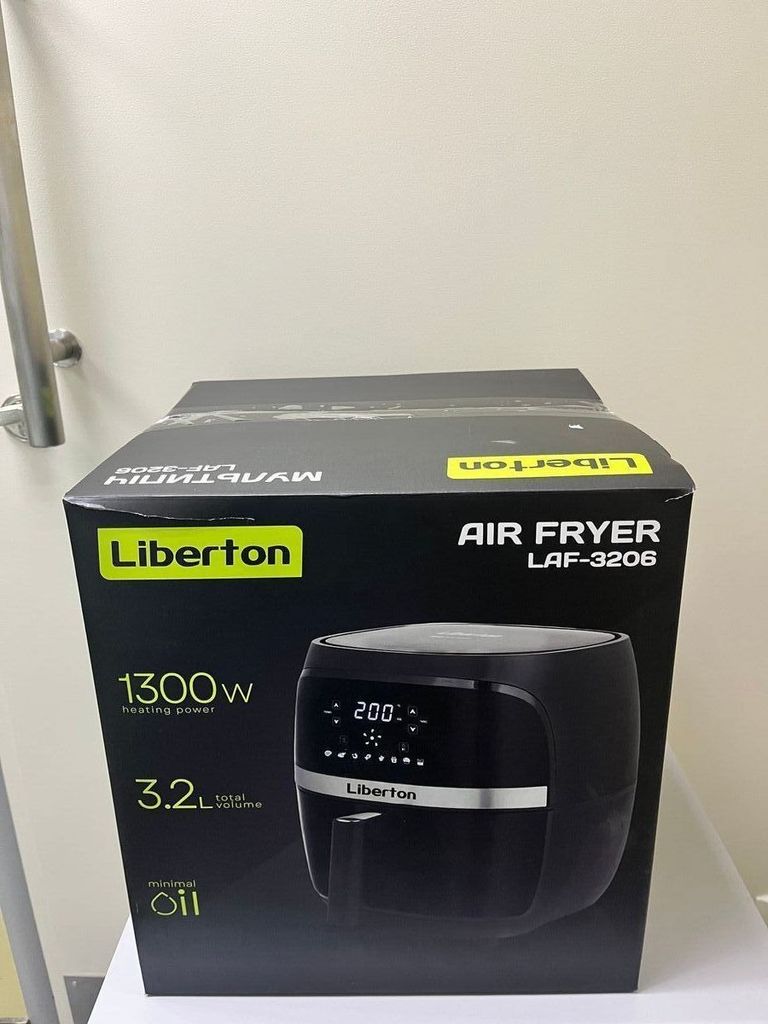 Liberton
МУЛЬТИПІЧ
LAF-3206
Liberton
AIR FRYER
LAF-3206
1300W
heating power
3.2L total
volume
minimal
Oil
Liberton
200°
Liberton